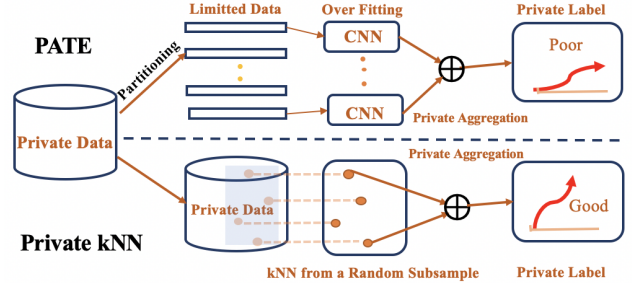 Limitted Data
Over Fitting
Private Label
PATE
Partitioning
CNN
Poor
CNN
Private Aggregation
Private Data
Private Aggregation
Private Data
Good
Private kNN
kNN from a Random Subsample
Private Label